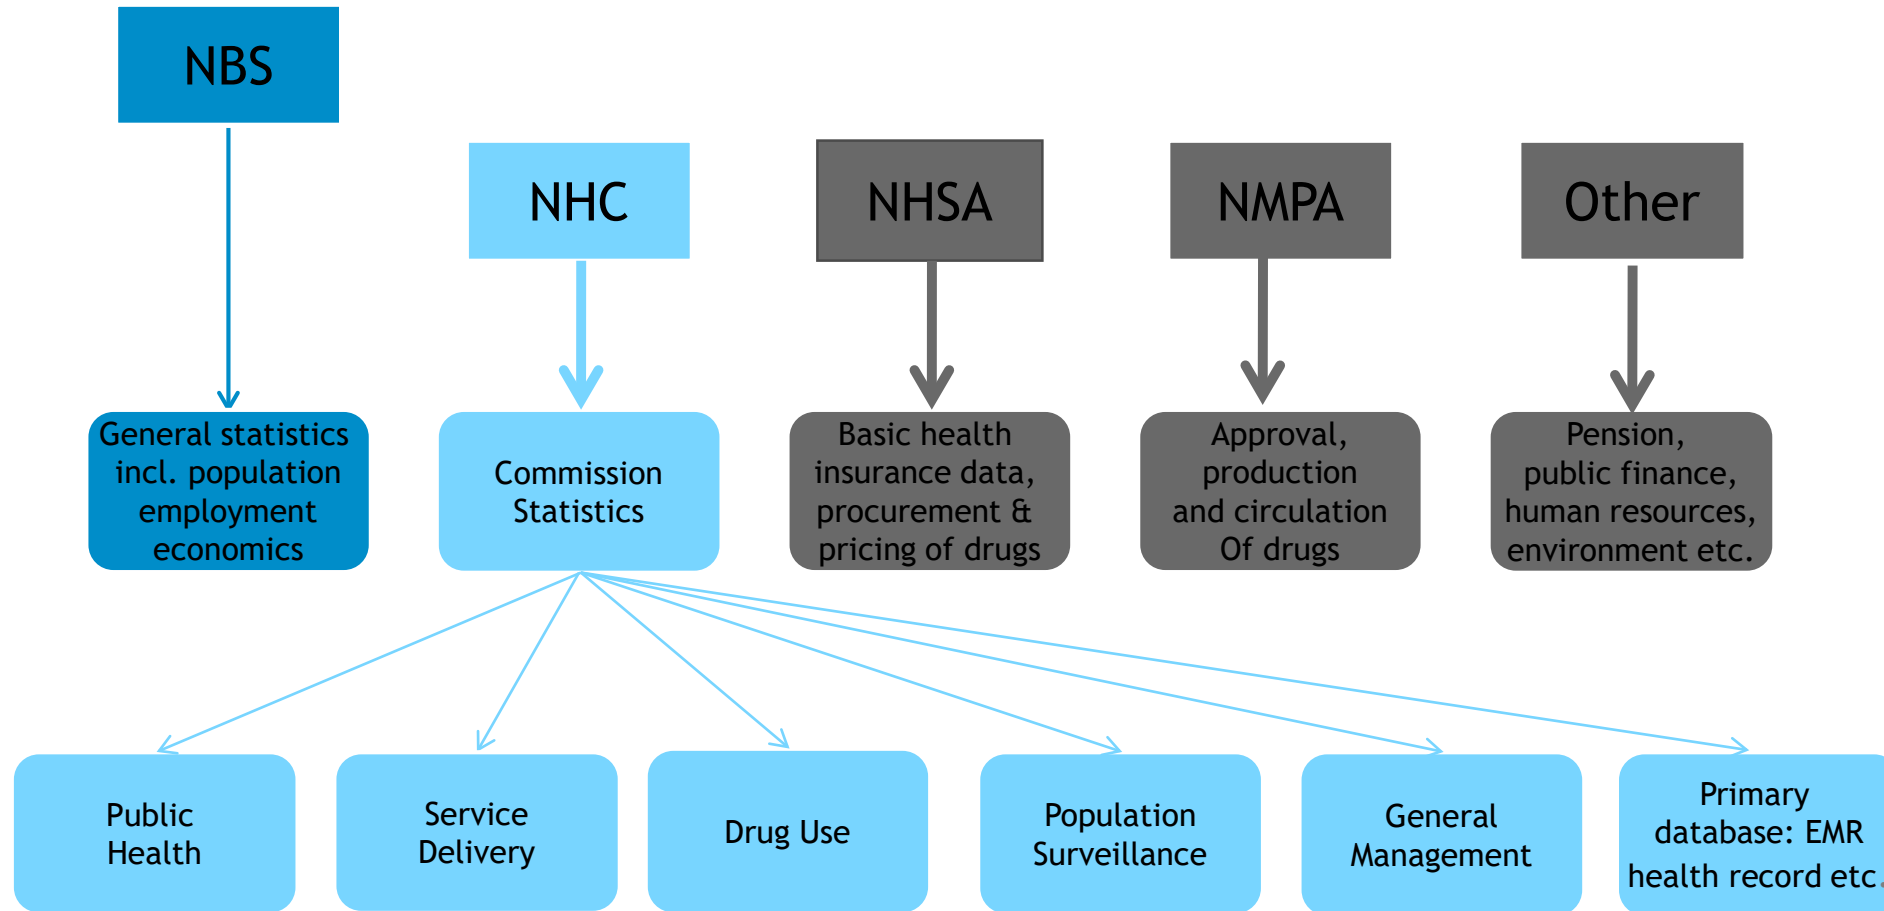 NBS
NHC
NHSA
NMPA
Other
General statistics
incl. population
employment
economics
Commission
Statistics
Basic health
insurance data,
procurement &
pricing of drugs
Approval,
production
and circulation
Of drugs
Pension,
public finance,
human resources,
environment etc.
Public
Health
Service
Delivery
Drug Use
Population
Surveillance
General
Management
Primary
database: EMR
health record etc.